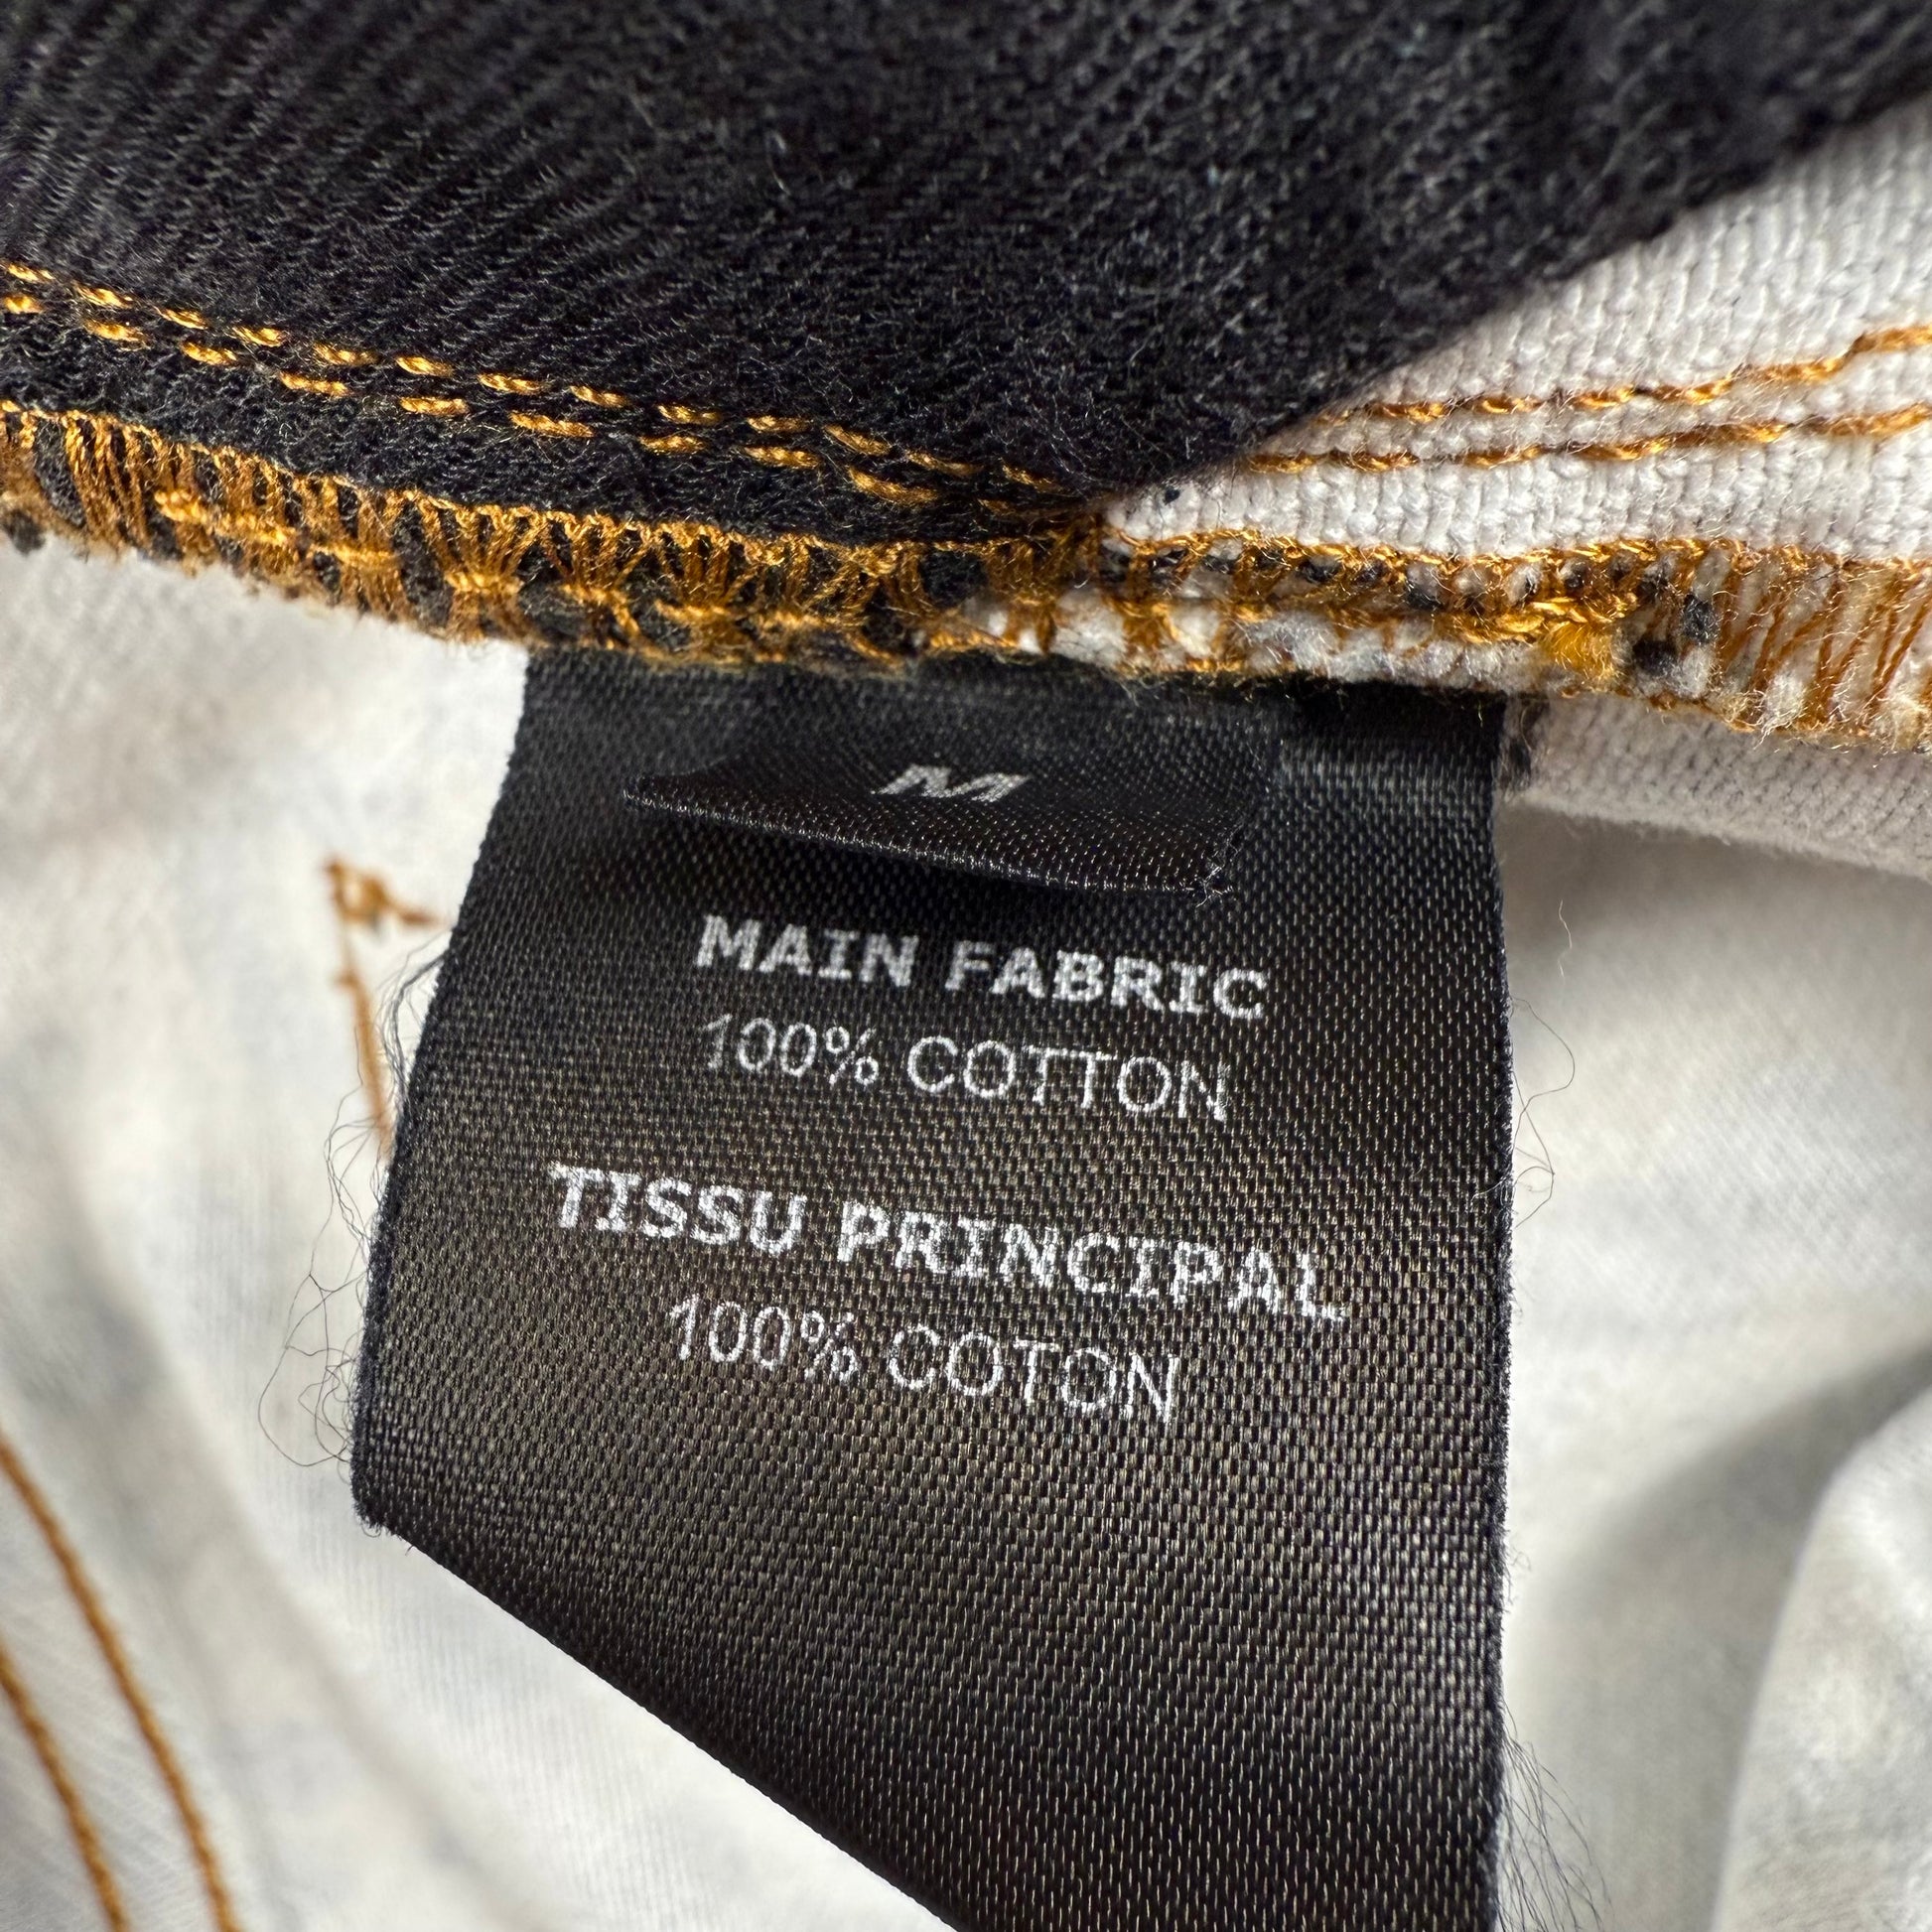 M
MAIN FABRIC
100% COTTON
TISSU PRINCIPAL
100% COTON